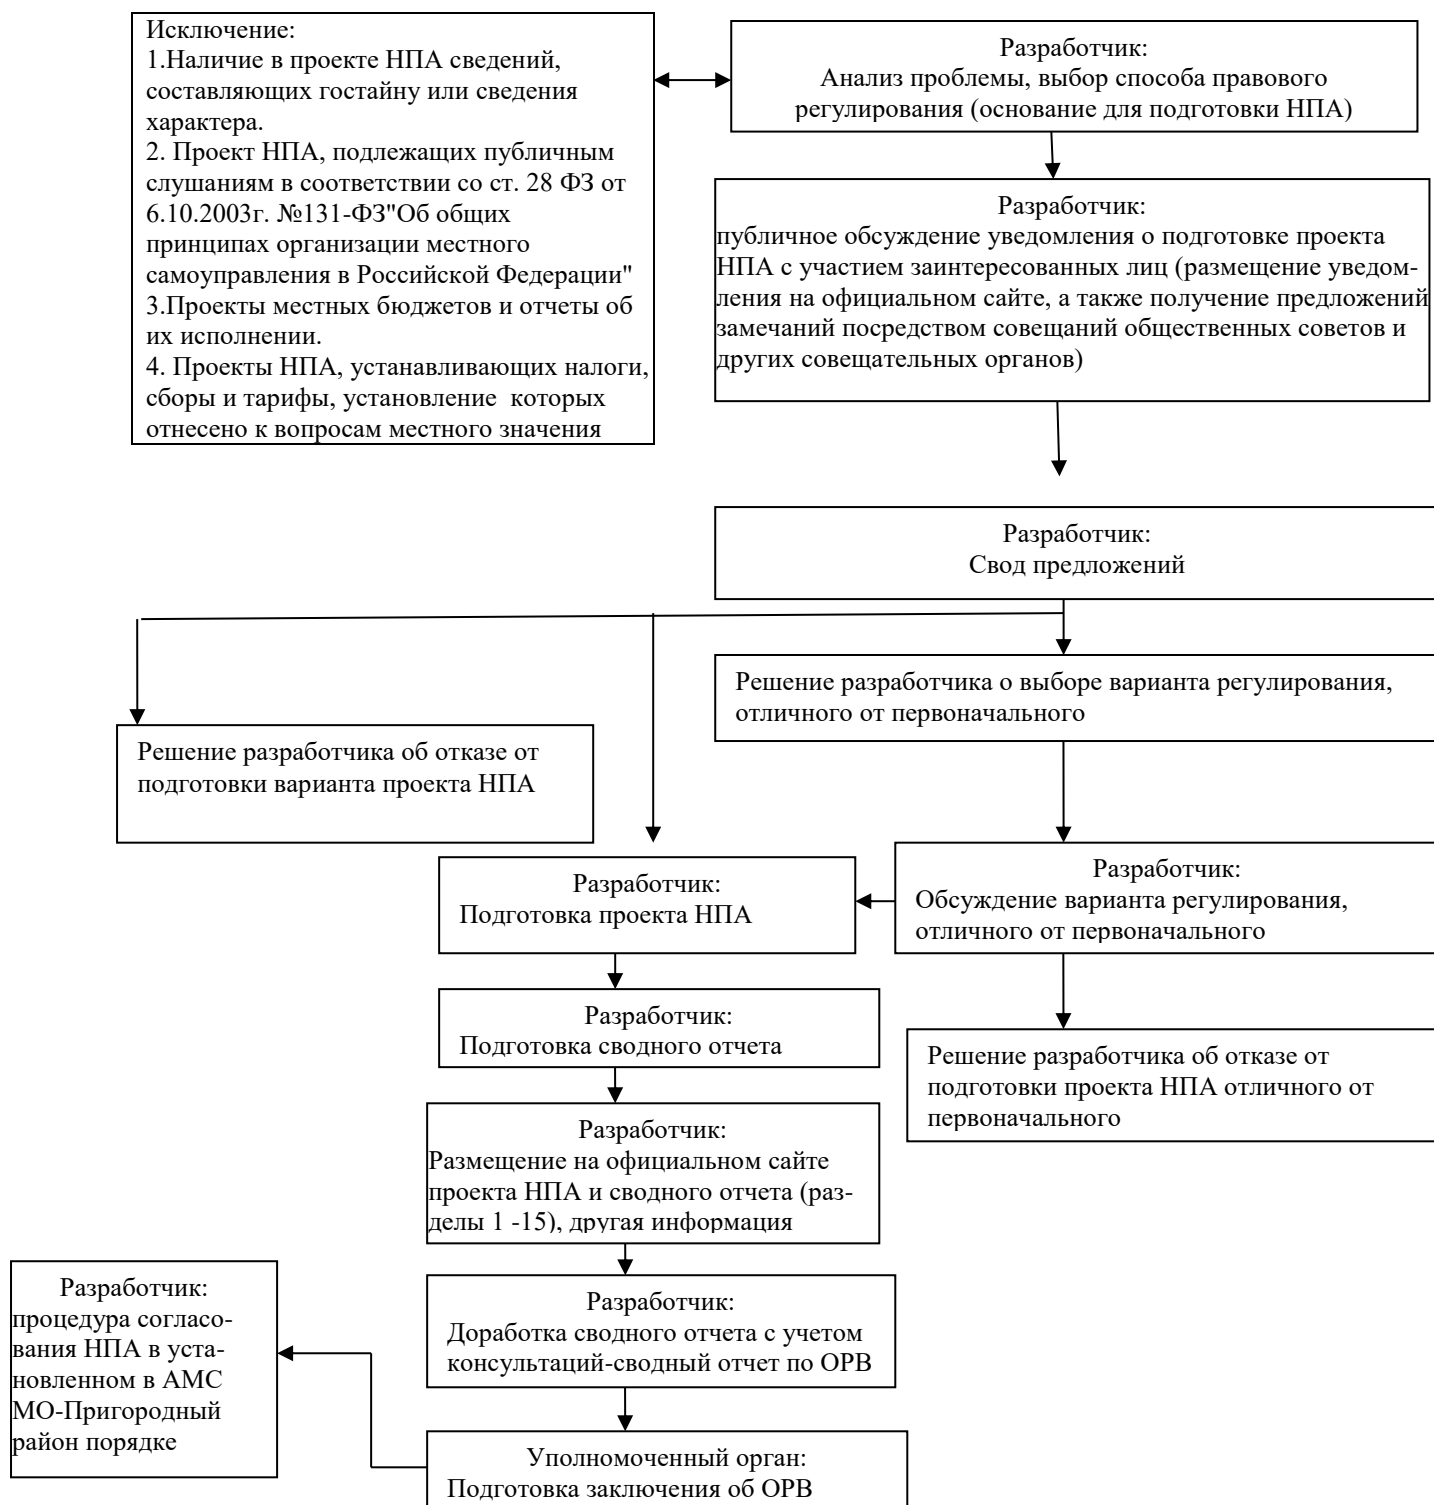 Исключение:
1.Наличие в проекте НПА сведений,
составляющих гостайну или сведения
характера.
2. Проект НПА, подлежащих публичным
слушаниям в соответствии со ст. 28 ФЗ от
6.10.2003г. №131-ФЗ"Об общих
принципах организации местного
самоуправления в Российской Федерации"
3.Проекты местных бюджетов и отчеты об
их исполнении.
4. Проекты НПА, устанавливающих налоги,
сборы и тарифы, установление которых
отнесено к вопросам местного значения
Разработчик:
Анализ проблемы, выбор способа правового
регулирования (основание для подготовки НПА)
Разработчик:
публичное обсуждение уведомления о подготовке проекта
НПА с участием заинтересованных лиц (размещение уведом-
ления на официальном сайте, а также получение предложений
замечаний посредством совещаний общественных советов и
других совещательных органов)
Разработчик:
Свод предложений
Решение разработчика о выборе варианта регулирования,
отличного от первоначального
Решение разработчика об отказе от
подготовки варианта проекта НПА
Разработчик:
Подготовка проекта НПА
Разработчик:
Обсуждение варианта регулирования,
отличного от первоначального
Разработчик:
Подготовка сводного отчета
Решение разработчика об отказе от
подготовки проекта НПА отличного от
первоначального
Разработчик:
Размещение на официальном сайте
проекта НПА и сводного отчета (раз-
делы 1 -15), другая информация
Разработчик:
процедура согласо-
вания НПА в уста-
новленном в АМС
МО-Пригородный
район порядке
Разработчик:
Доработка сводного отчета с учетом
консультаций-сводный отчет по ОРВ
Уполномоченный орган:
Подготовка заключения об ОРВ